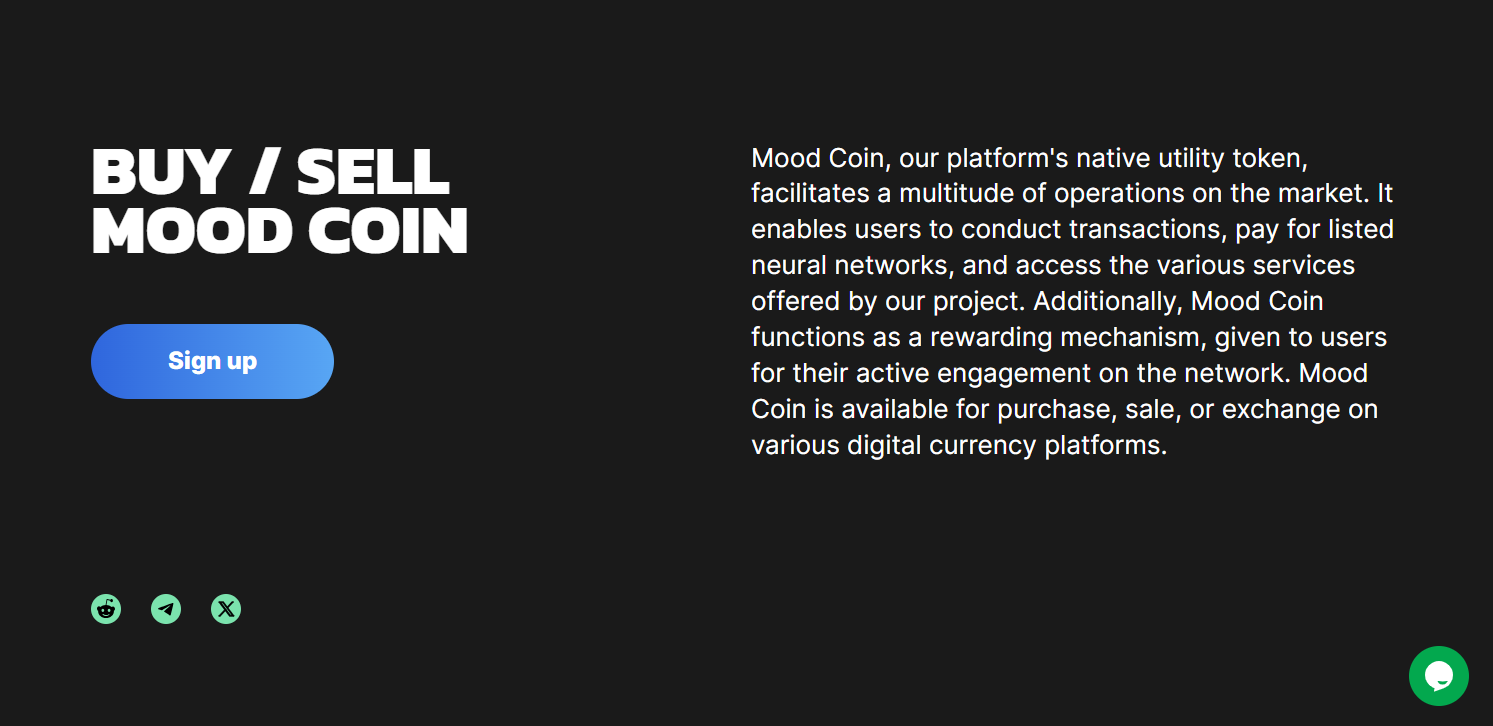 BUY / SELL
MOOD COIN
Sign up
Mood Coin, our platform's native utility token,
facilitates a multitude of operations on the market. It
enables users to conduct transactions, pay for listed
neural networks, and access the various services
offered by our project. Additionally, Mood Coin
functions as a rewarding mechanism, given to users
for their active engagement on the network. Mood
Coin is available for purchase, sale, or exchange on
various digital currency platforms.